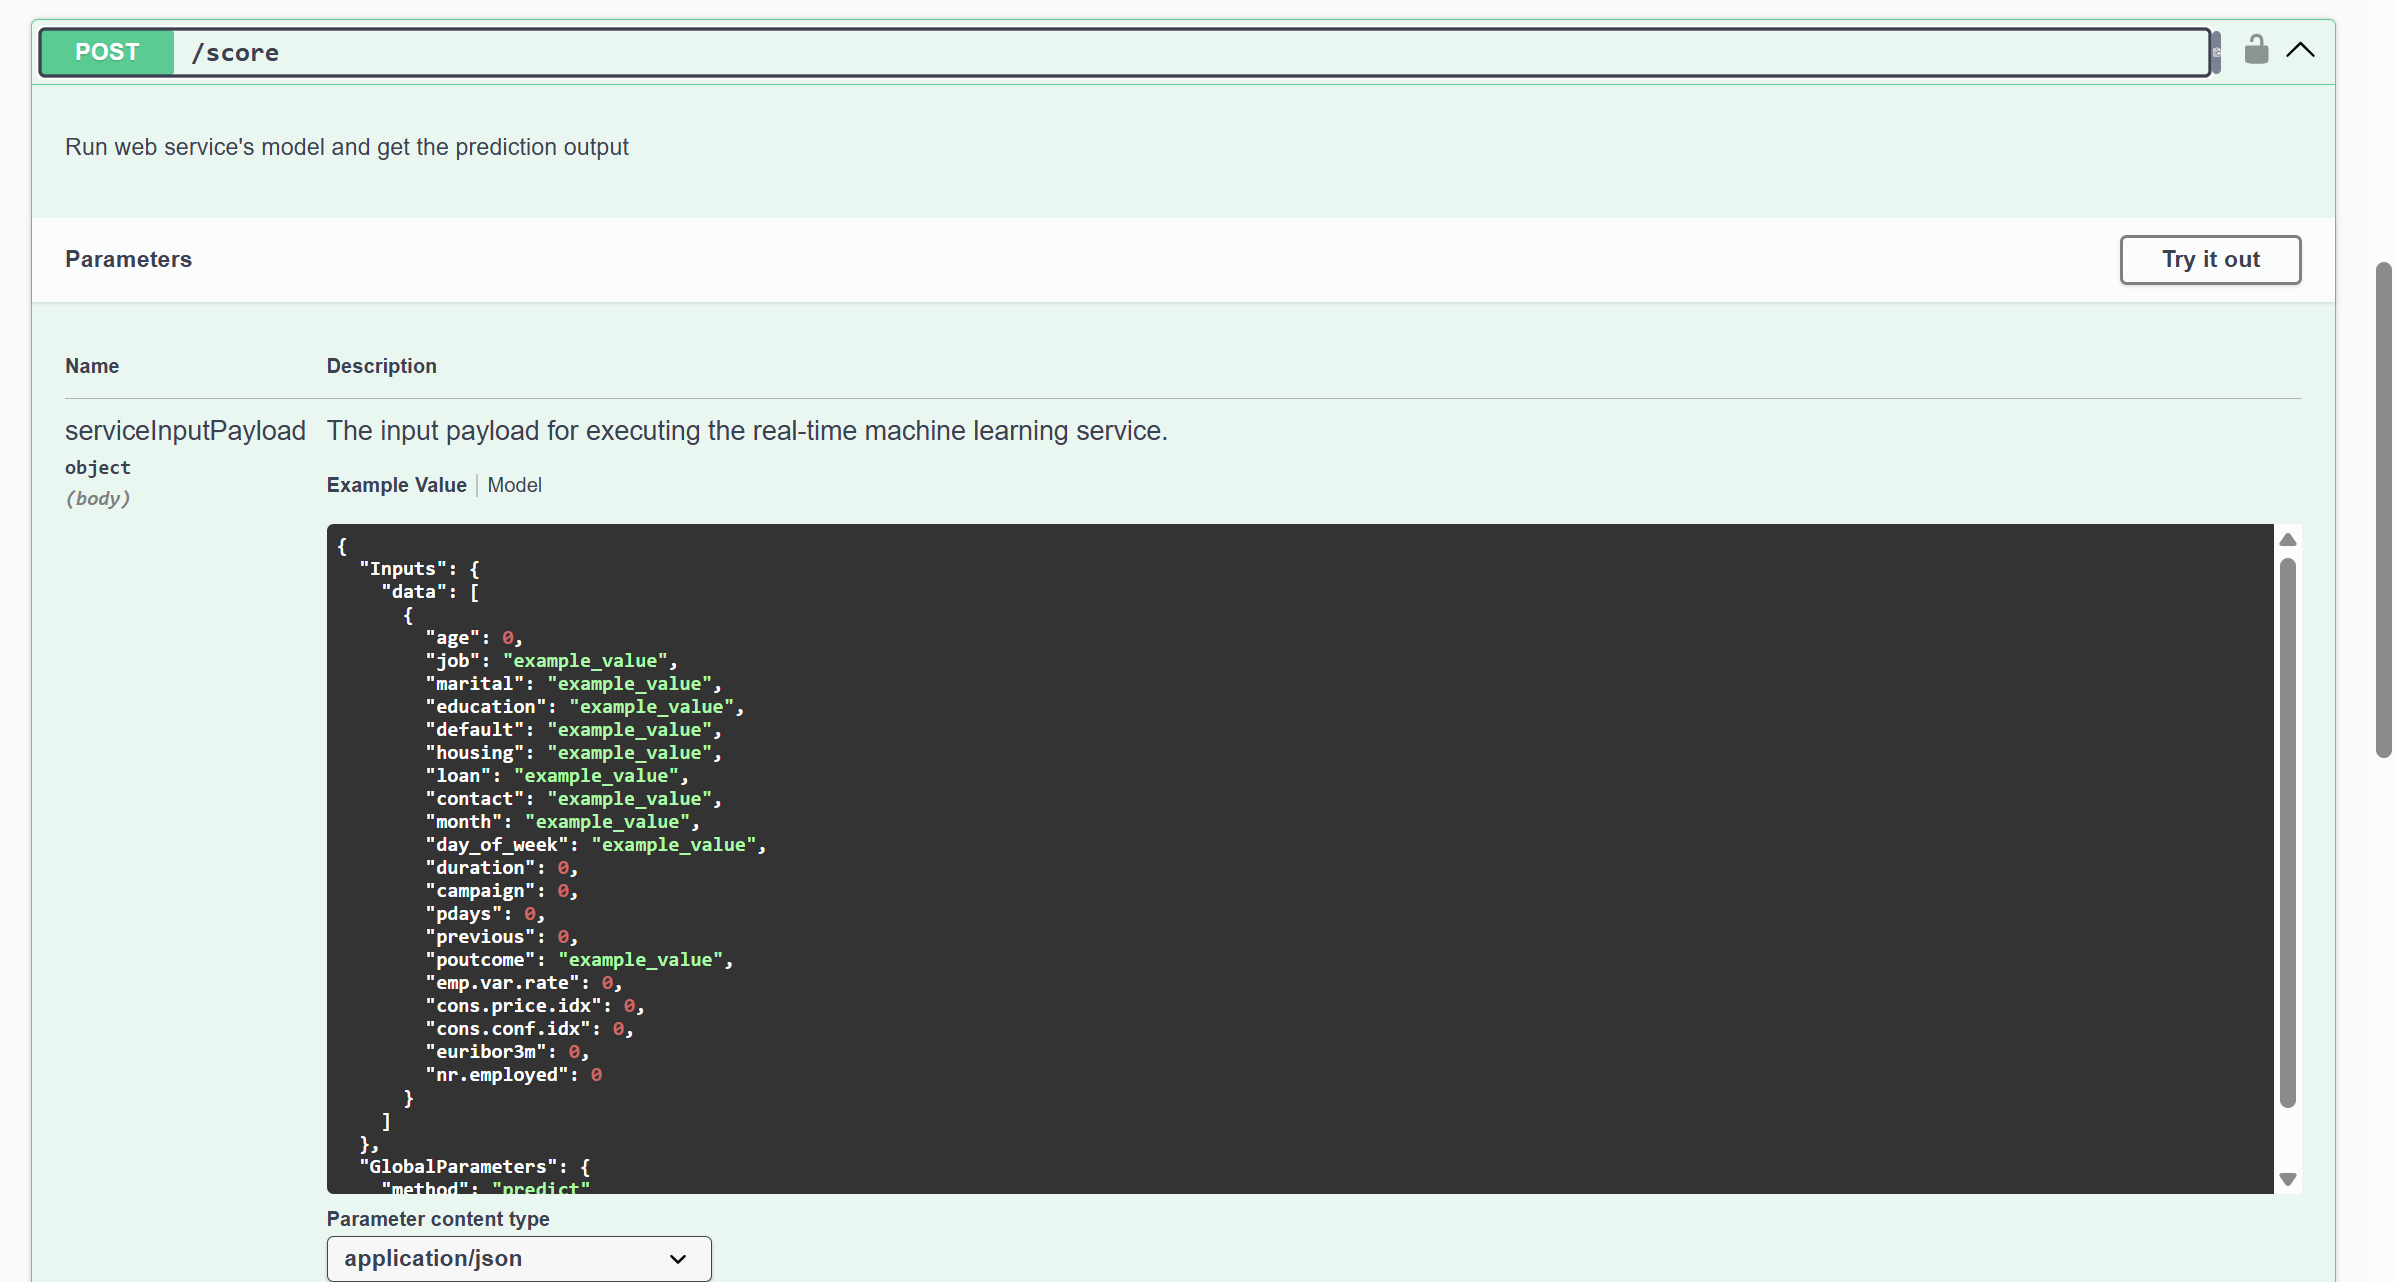 POST /score
Run web service's model and get the prediction output
Parameters
Try it out
Name Description
serviceInputPayload The input payload for executing the real-time machine learning service.
object
(body)
Example Value Model
{
  "Inputs": {
    "data": [
      {
        "age": 0,
        "job": "example_value",
        "marital": "example_value",
        "education": "example_value",
        "default": "example_value",
        "housing": "example_value",
        "loan": "example_value",
        "contact": "example_value",
        "month": "example_value",
        "day_of_week": "example_value",
        "duration": 0,
        "campaign": 0,
        "pdays": 0,
        "previous": 0,
        "poutcome": "example_value",
        "emp.var.rate": 0,
        "cons.price.idx": 0,
        "cons.conf.idx": 0,
        "euribor3m": 0,
        "nr.employed": 0
      }
    ]
  },
  "GlobalParameters": {
    "method": "predict"
Parameter content type
application/json